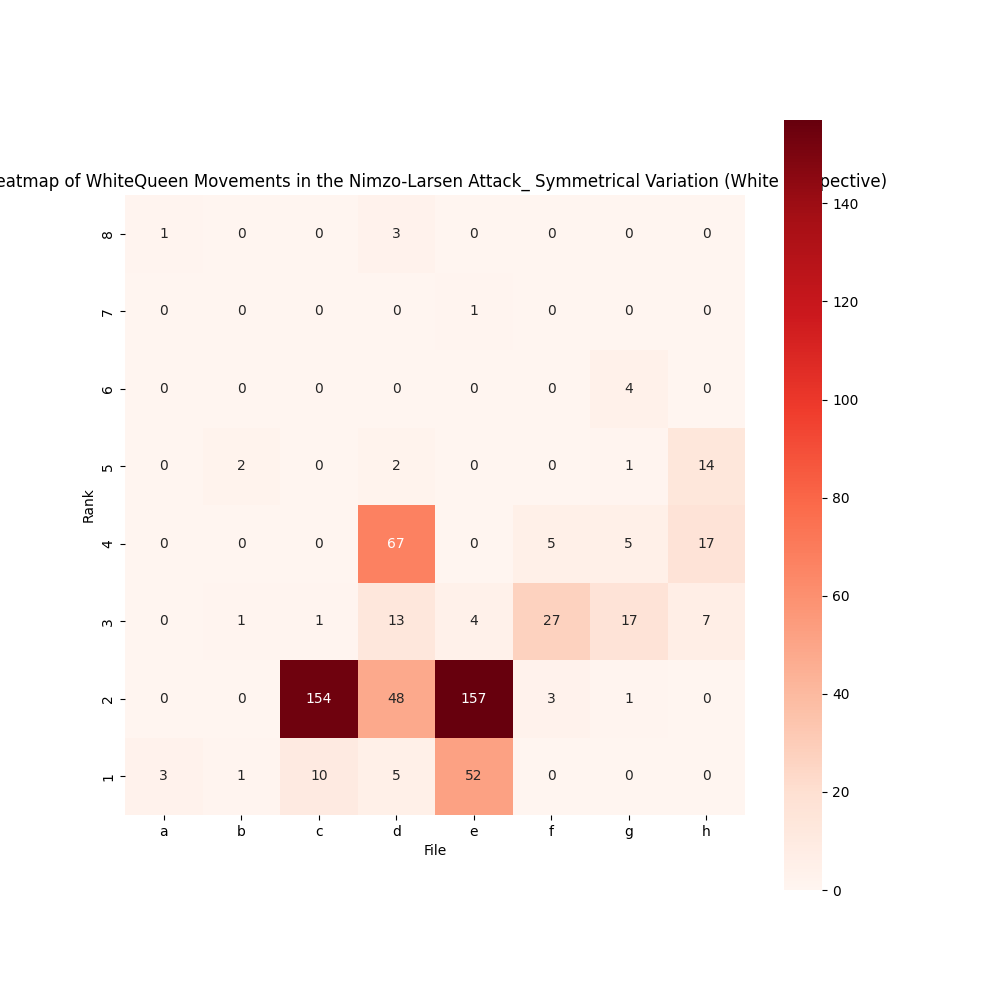 eatmap of WhiteQueen Movements in the Nimzo-Larsen Attack_ Symmetrical Variation (White pective)
140
8 1 0 0 3 0 0 0 0
7 0 0 0 0 1 0 0 0
120
6 0 0 0 0 0 0 4 0
100
5 0 2 0 2 0 0 1 14
Rank
80
4 0 0 0 67 0 5 5 17
60
3 0 1 1 13 4 27 17 7
40
2 0 0 154 48 157 3 1 0
20
1 3 1 10 5 52 0 0 0
a b c d e f g h
File
0